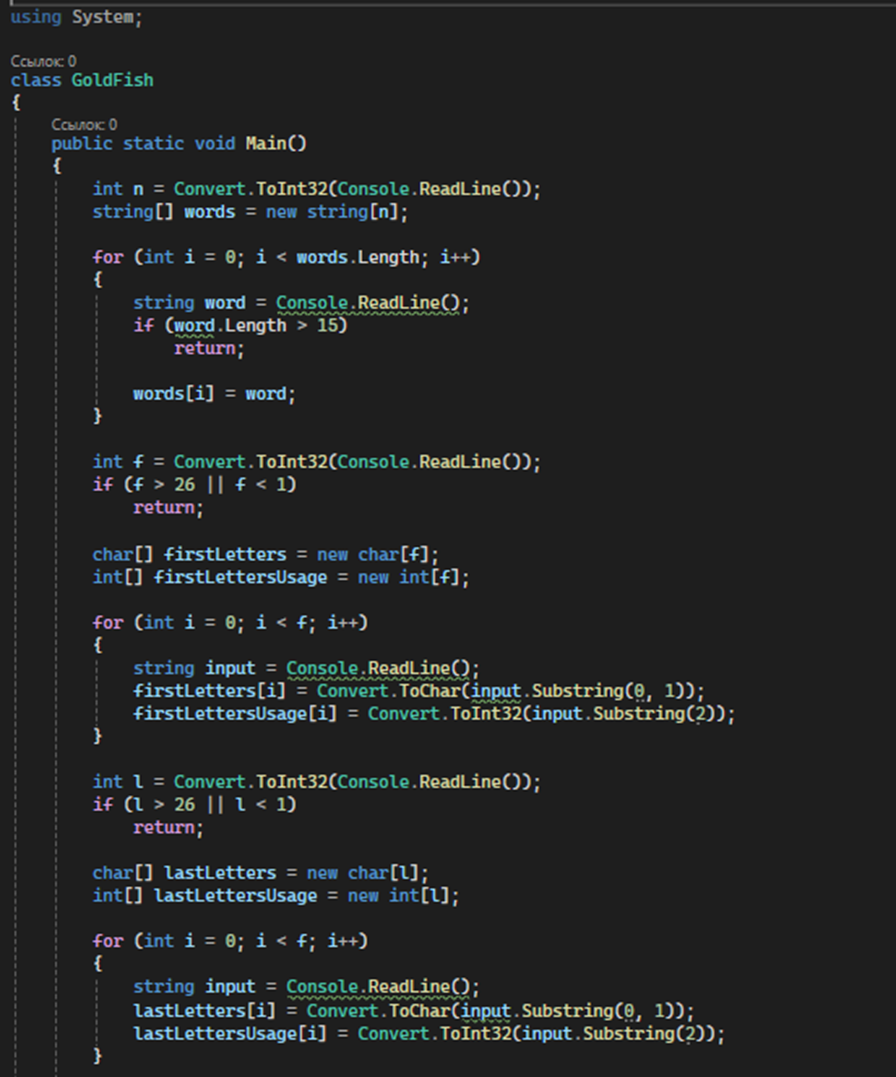 using System;
Ссылок: 0
class GoldFish
{
Ссылок: 0
public static void Main()
{
int n = Convert.ToInt32(Console.ReadLine());
string[] words = new string[n];
for (int i = 0; i < words.Length; i++)
{
string word = Console.ReadLine();
if (word.Length > 15)
return;
words[i] = word;
}
int f = Convert.ToInt32(Console.ReadLine());
if (f > 26 || f < 1)
return;
char[] firstLetters = new char[f];
int[] firstLettersUsage = new int[f];
for (int i = 0; i < f; i++)
{
string input = Console.ReadLine();
firstLetters[i] = Convert.ToChar(input.Substring(0, 1));
firstLettersUsage[i] = Convert.ToInt32(input.Substring(2));
}
int l = Convert.ToInt32(Console.ReadLine());
if (l > 26 || l < 1)
return;
char[] lastLetters = new char[l];
int[] lastLettersUsage = new int[l];
for (int i = 0; i < f; i++)
{
string input = Console.ReadLine();
lastLetters[i] = Convert.ToChar(input.Substring(0, 1));
lastLettersUsage[i] = Convert.ToInt32(input.Substring(2));
}